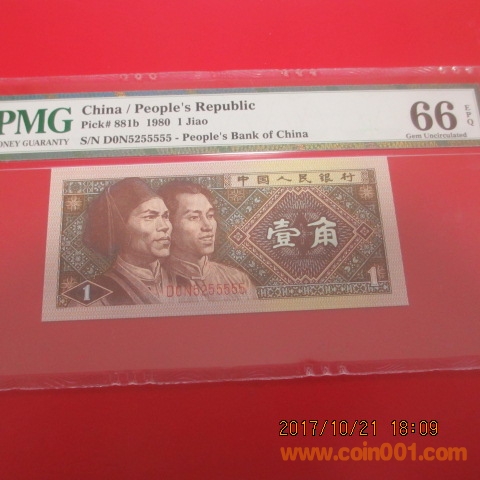 PMG
MONEY GUARANTY
China / People's Republic
Pick# 881b 1980 1 Jiao
S/N D0N5255555 - People's Bank of China
66 EPQ
Gem Uncirculated
中国人民银行
壹角
1
D0N5255555
1
2017/10/21 18:09
www.coin001.com